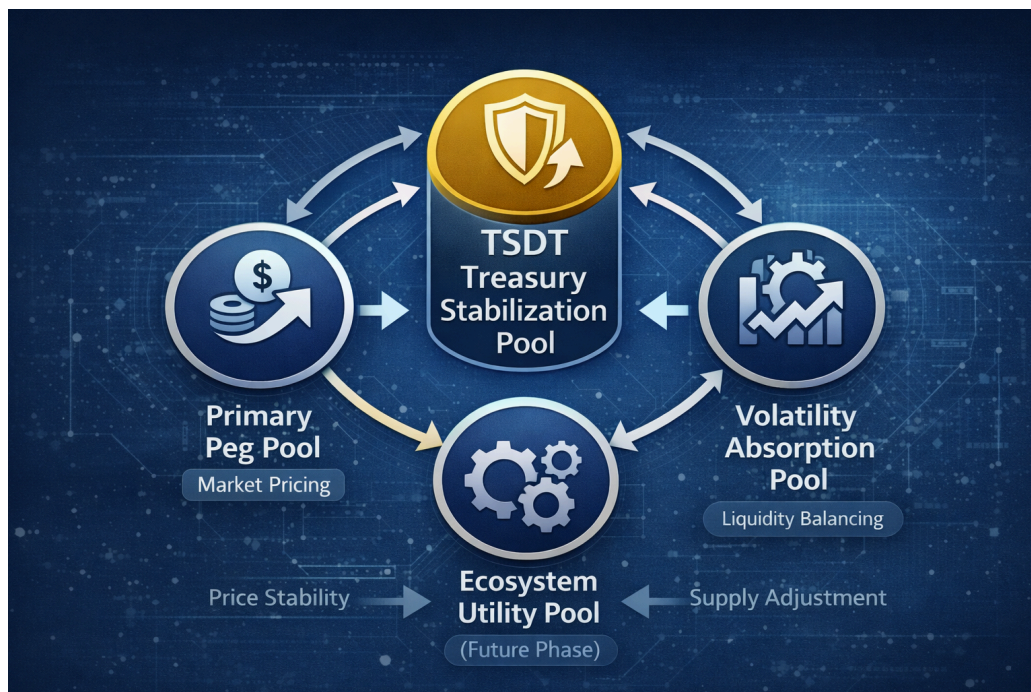 $
TSDT
Treasury
Stabilization
Pool
Primary
Peg Pool
Market Pricing
Volatility
Absorption
Pool
Liquidity Balancing
Ecosystem
Utility Pool
(Future Phase)
Price Stability
Supply Adjustment